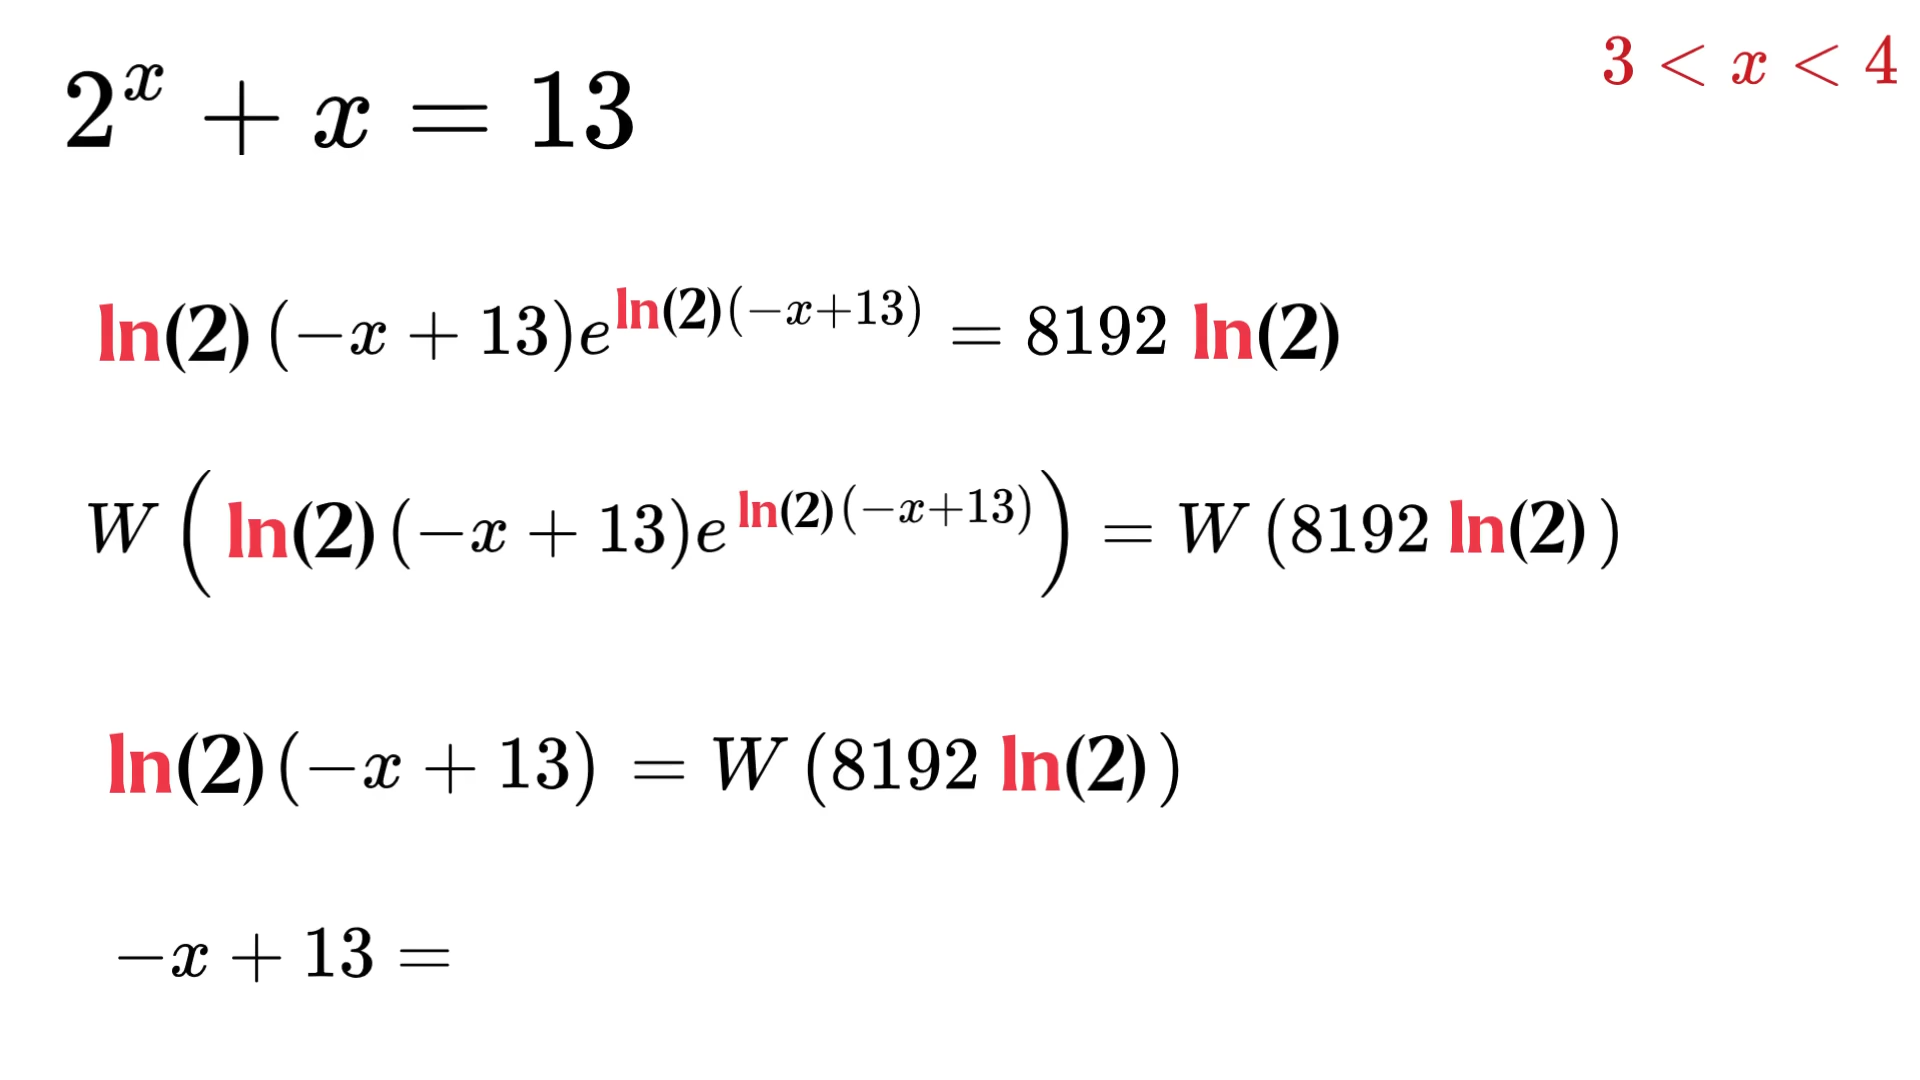 2^x + x = 13
3 < x < 4
ln(2)(−x + 13)e^{ln(2)(−x+13)} = 8192 ln(2)
W(ln(2)(−x + 13)e^{ln(2)(−x+13)}) = W(8192 ln(2))
ln(2)(−x + 13) = W(8192 ln(2))
−x + 13 =